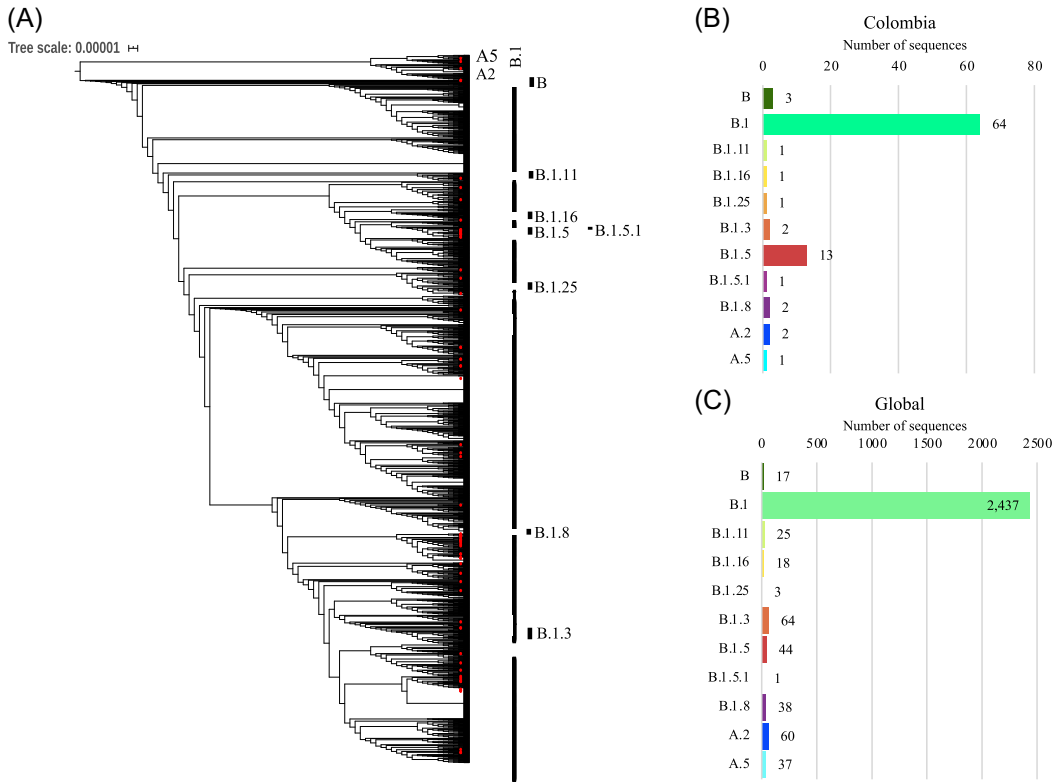 (A)
Tree scale: 0.00001
A5
A2
B.1
B
B.1.11
B.1.16
B.1.5
B.1.5.1
B.1.25
B.1.8
B.1.3
(B)
Colombia
Number of sequences
0 20 40 60 80
B 3
B.1 64
B.1.11 1
B.1.16 1
B.1.25 1
B.1.3 2
B.1.5 13
B.1.5.1 1
B.1.8 2
A.2 2
A.5 1
(C)
Global
Number of sequences
0 500 1000 1500 2000 2500
B 17
B.1 2,437
B.1.11 25
B.1.16 18
B.1.25 3
B.1.3 64
B.1.5 44
B.1.5.1 1
B.1.8 38
A.2 60
A.5 37